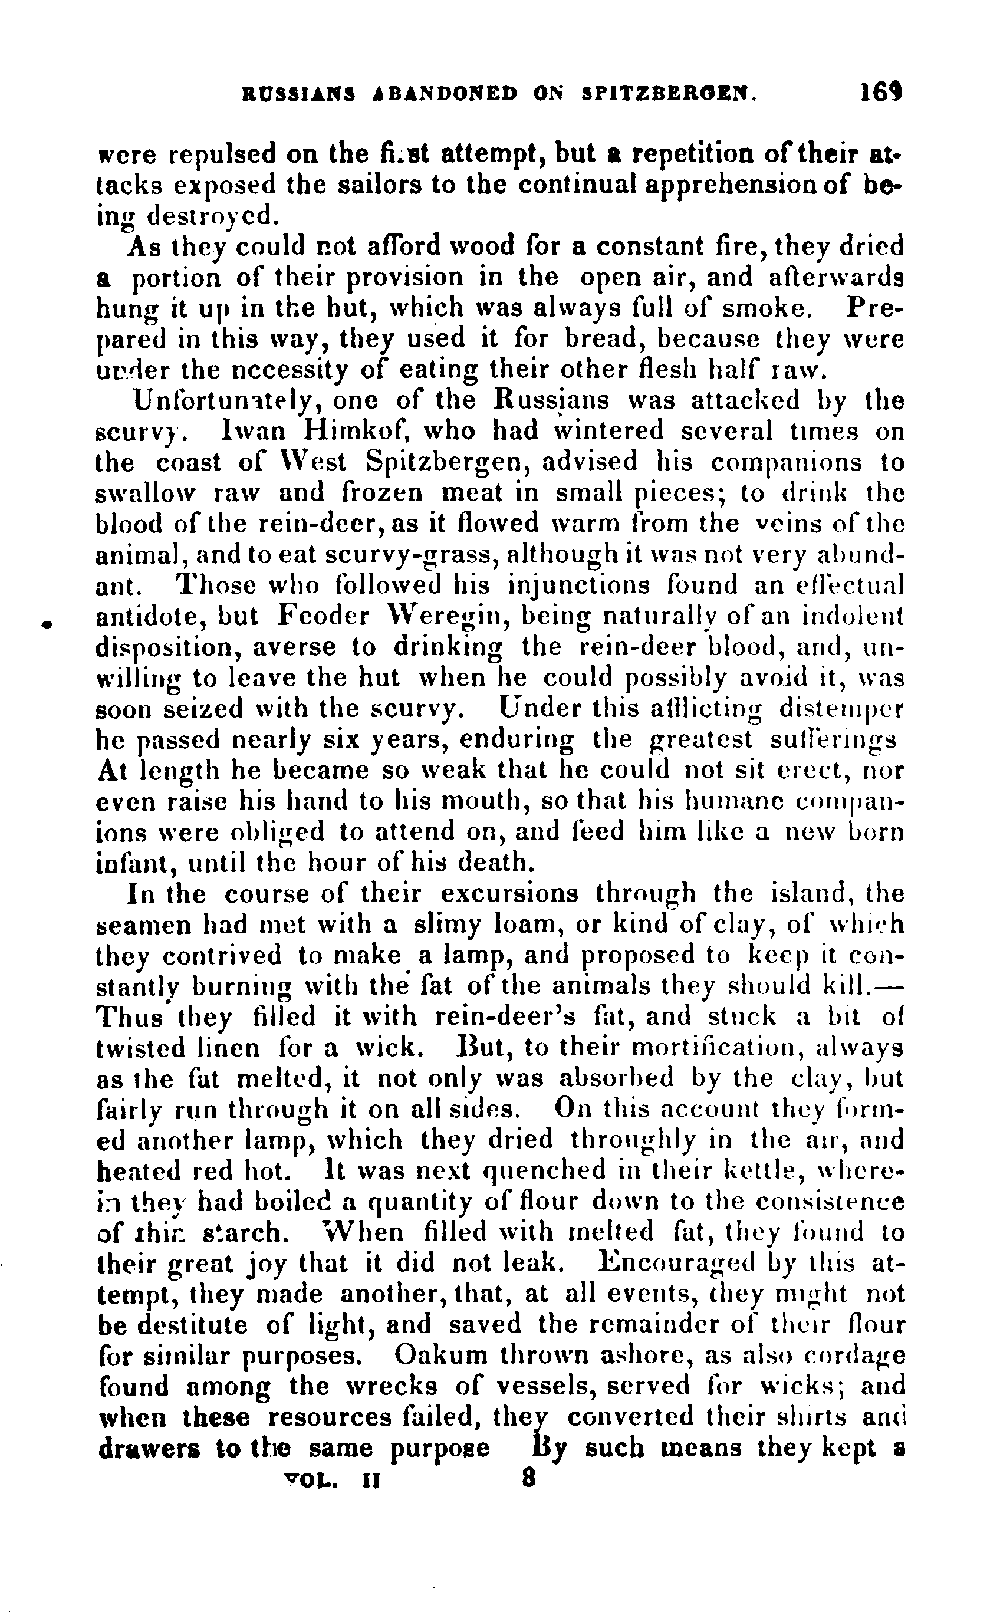 RUSSIANS ABANDONED ON SPITZBERGEN. 169
were repulsed on the first attempt, but a repetition of their at-
tacks exposed the sailors to the continual apprehension of be-
ing destroyed.
As they could not afford wood for a constant fire, they dried
a portion of their provision in the open air, and afterwards
hung it up in the hut, which was always full of smoke. Pre-
pared in this way, they used it for bread, because they were
under the necessity of eating their other flesh half raw.
Unfortunately, one of the Russians was attacked by the
scurvy. Iwan Himkof, who had wintered several times on
the coast of West Spitzbergen, advised his companions to
swallow raw and frozen meat in small pieces; to drink the
blood of the rein-deer, as it flowed warm from the veins of the
animal, and to eat scurvy-grass, although it was not very abund-
ant. Those who followed his injunctions found an effectual
antidote, but Feoder Weregin, being naturally of an indolent
disposition, averse to drinking the rein-deer blood, and, un-
willing to leave the hut when he could possibly avoid it, was
soon seized with the scurvy. Under this afflicting distemper
he passed nearly six years, enduring the greatest sufferings
At length he became so weak that he could not sit erect, nor
even raise his hand to his mouth, so that his humane compan-
ions were obliged to attend on, and feed him like a new born
infant, until the hour of his death.
In the course of their excursions through the island, the
seamen had met with a slimy loam, or kind of clay, of which
they contrived to make a lamp, and proposed to keep it con-
stantly burning with the fat of the animals they should kill.—
Thus they filled it with rein-deer's fat, and stuck a bit of
twisted linen for a wick. But, to their mortification, always
as the fat melted, it not only was absorbed by the clay, but
fairly run through it on all sides. On this account they form-
ed another lamp, which they dried throughly in the air, and
heated red hot. It was next quenched in their kettle, where-
in they had boiled a quantity of flour down to the consistence
of thin starch. When filled with melted fat, they found to
their great joy that it did not leak. Encouraged by this at-
tempt, they made another, that, at all events, they might not
be destitute of light, and saved the remainder of their flour
for similar purposes. Oakum thrown ashore, as also cordage
found among the wrecks of vessels, served for wicks; and
when these resources failed, they converted their shirts and
drawers to the same purpose By such means they kept a
VOL. II 8